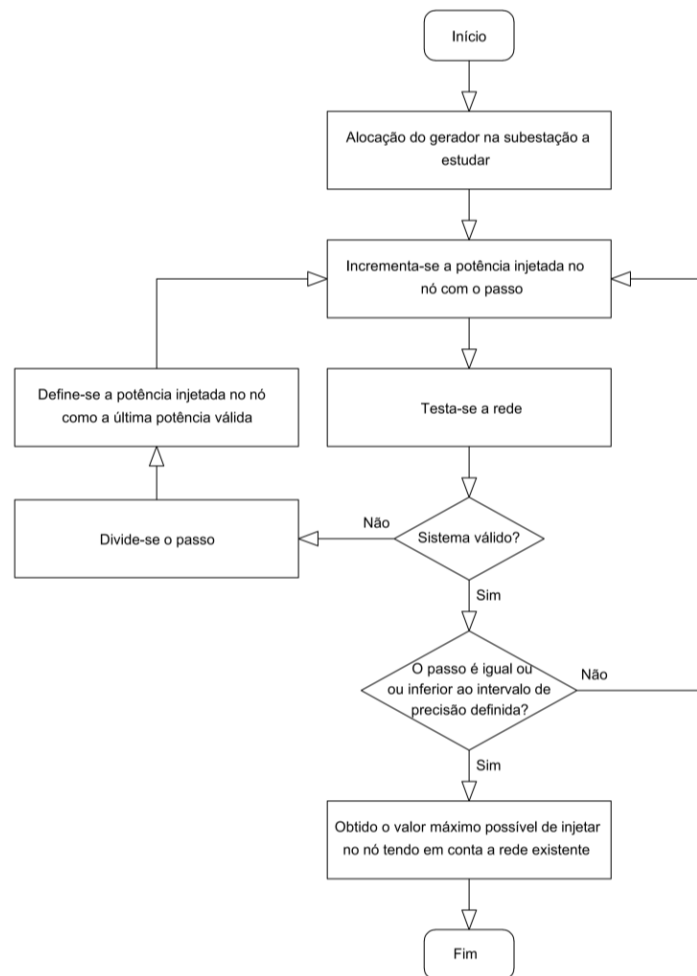 Início
Alocação do gerador na subestação a
estudar
Incrementa-se a potência injetada no
nó com o passo
Define-se a potência injetada no nó
como a última potência válida
Testa-se a rede
Divide-se o passo
Não
Sistema válido?
Sim
O passo é igual ou
ou inferior ao intervalo de
precisão definida?
Não
Sim
Obtido o valor máximo possível de injetar
no nó tendo em conta a rede existente
Fim